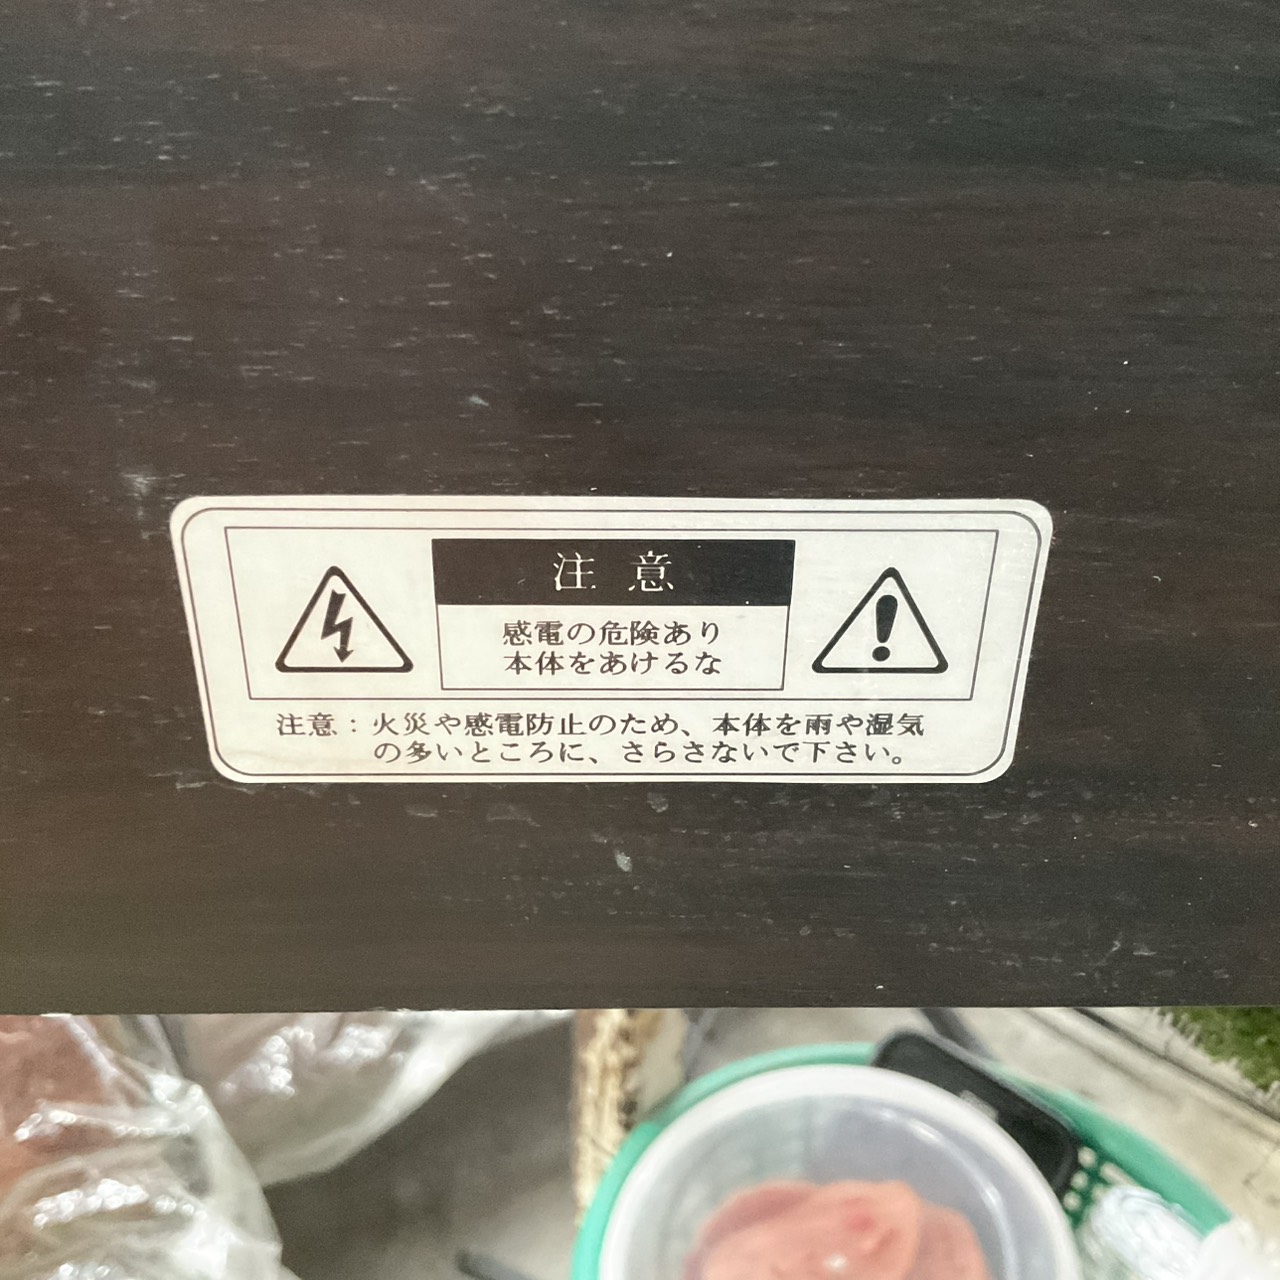 注意
感電の危険あり
本体をあけるな
注意：火災や感電防止のため、本体を雨や湿気
の多いところに、さらさないで下さい。